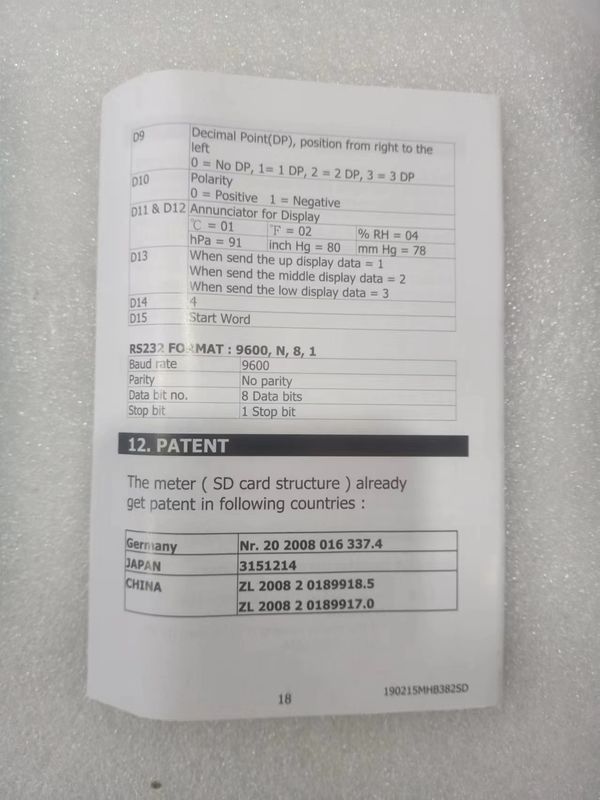 D9 Decimal Point(DP), position from right to the
left
0 = No DP, 1= 1 DP, 2 = 2 DP, 3 = 3 DP
D10 Polarity
0 = Positive 1 = Negative
D11 & D12 Annunciator for Display
℃ = 01 ℉ = 02 % RH = 04
hPa = 91 inch Hg = 80 mm Hg = 78
D13 When send the up display data = 1
When send the middle display data = 2
When send the low display data = 3
D14 4
D15 Start Word
RS232 FORMAT : 9600, N, 8, 1
Baud rate 9600
Parity No parity
Data bit no. 8 Data bits
Stop bit 1 Stop bit
12. PATENT
The meter ( SD card structure ) already
get patent in following countries :
Germany Nr. 20 2008 016 337.4
JAPAN 3151214
CHINA ZL 2008 2 0189918.5
ZL 2008 2 0189917.0
18
190215MHB382SD